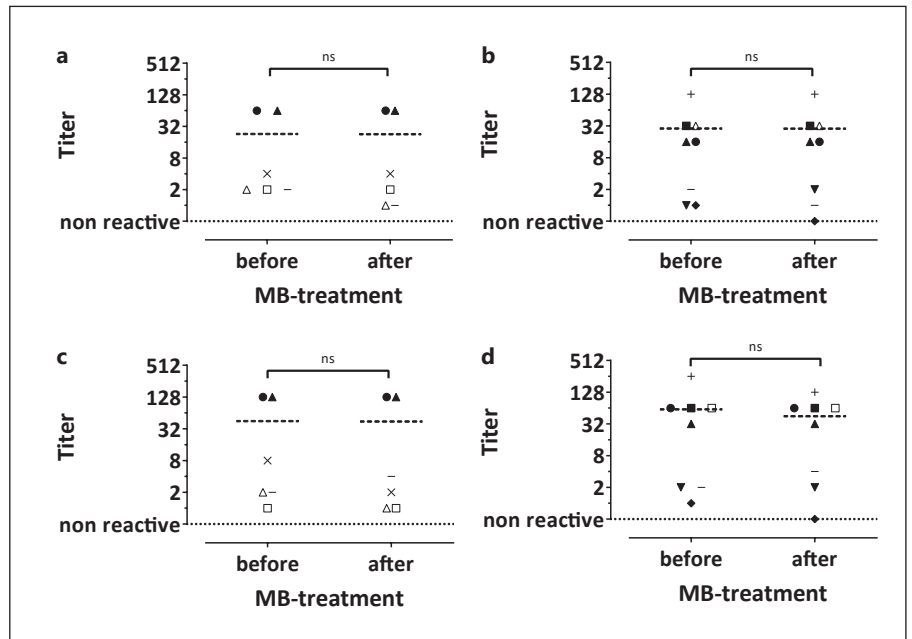 a
ns
512
128
32
8
2
non reactive
Titer
before after
MB-treatment
b
ns
512
128
32
8
2
non reactive
Titer
before after
MB-treatment
c
ns
512
128
32
8
2
non reactive
Titer
before after
MB-treatment
d
ns
512
128
32
8
2
non reactive
Titer
before after
MB-treatment